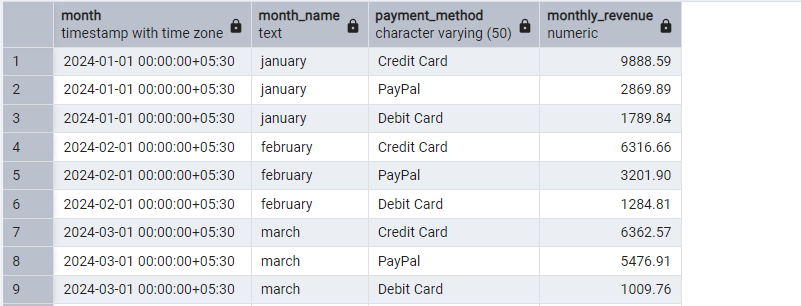 month month_name payment_method monthly_revenue
timestamp with time zone text character varying (50) numeric
1 2024-01-01 00:00:00+05:30 january Credit Card 9888.59
2 2024-01-01 00:00:00+05:30 january PayPal 2869.89
3 2024-01-01 00:00:00+05:30 january Debit Card 1789.84
4 2024-02-01 00:00:00+05:30 february Credit Card 6316.66
5 2024-02-01 00:00:00+05:30 february PayPal 3201.90
6 2024-02-01 00:00:00+05:30 february Debit Card 1284.81
7 2024-03-01 00:00:00+05:30 march Credit Card 6362.57
8 2024-03-01 00:00:00+05:30 march PayPal 5476.91
9 2024-03-01 00:00:00+05:30 march Debit Card 1009.76